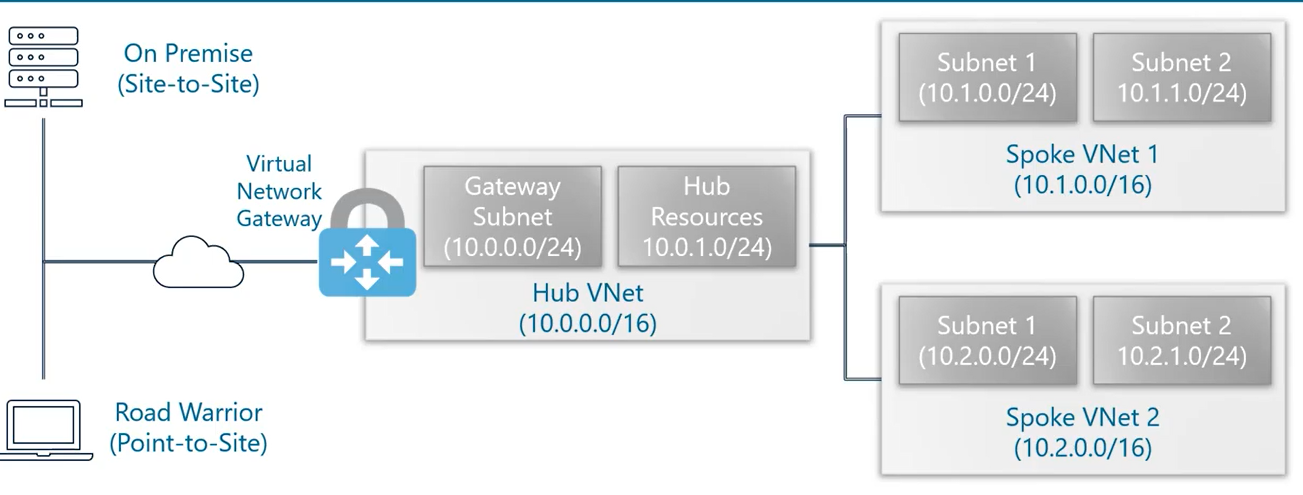 On Premise
(Site-to-Site)
Virtual
Network
Gateway
Gateway
Subnet
(10.0.0.0/24)
Hub
Resources
10.0.1.0/24)
Hub VNet
(10.0.0.0/16)
Subnet 1
(10.1.0.0/24)
Subnet 2
10.1.1.0/24)
Spoke VNet 1
(10.1.0.0/16)
Subnet 1
(10.2.0.0/24)
Subnet 2
10.2.1.0/24)
Spoke VNet 2
(10.2.0.0/16)
Road Warrior
(Point-to-Site)